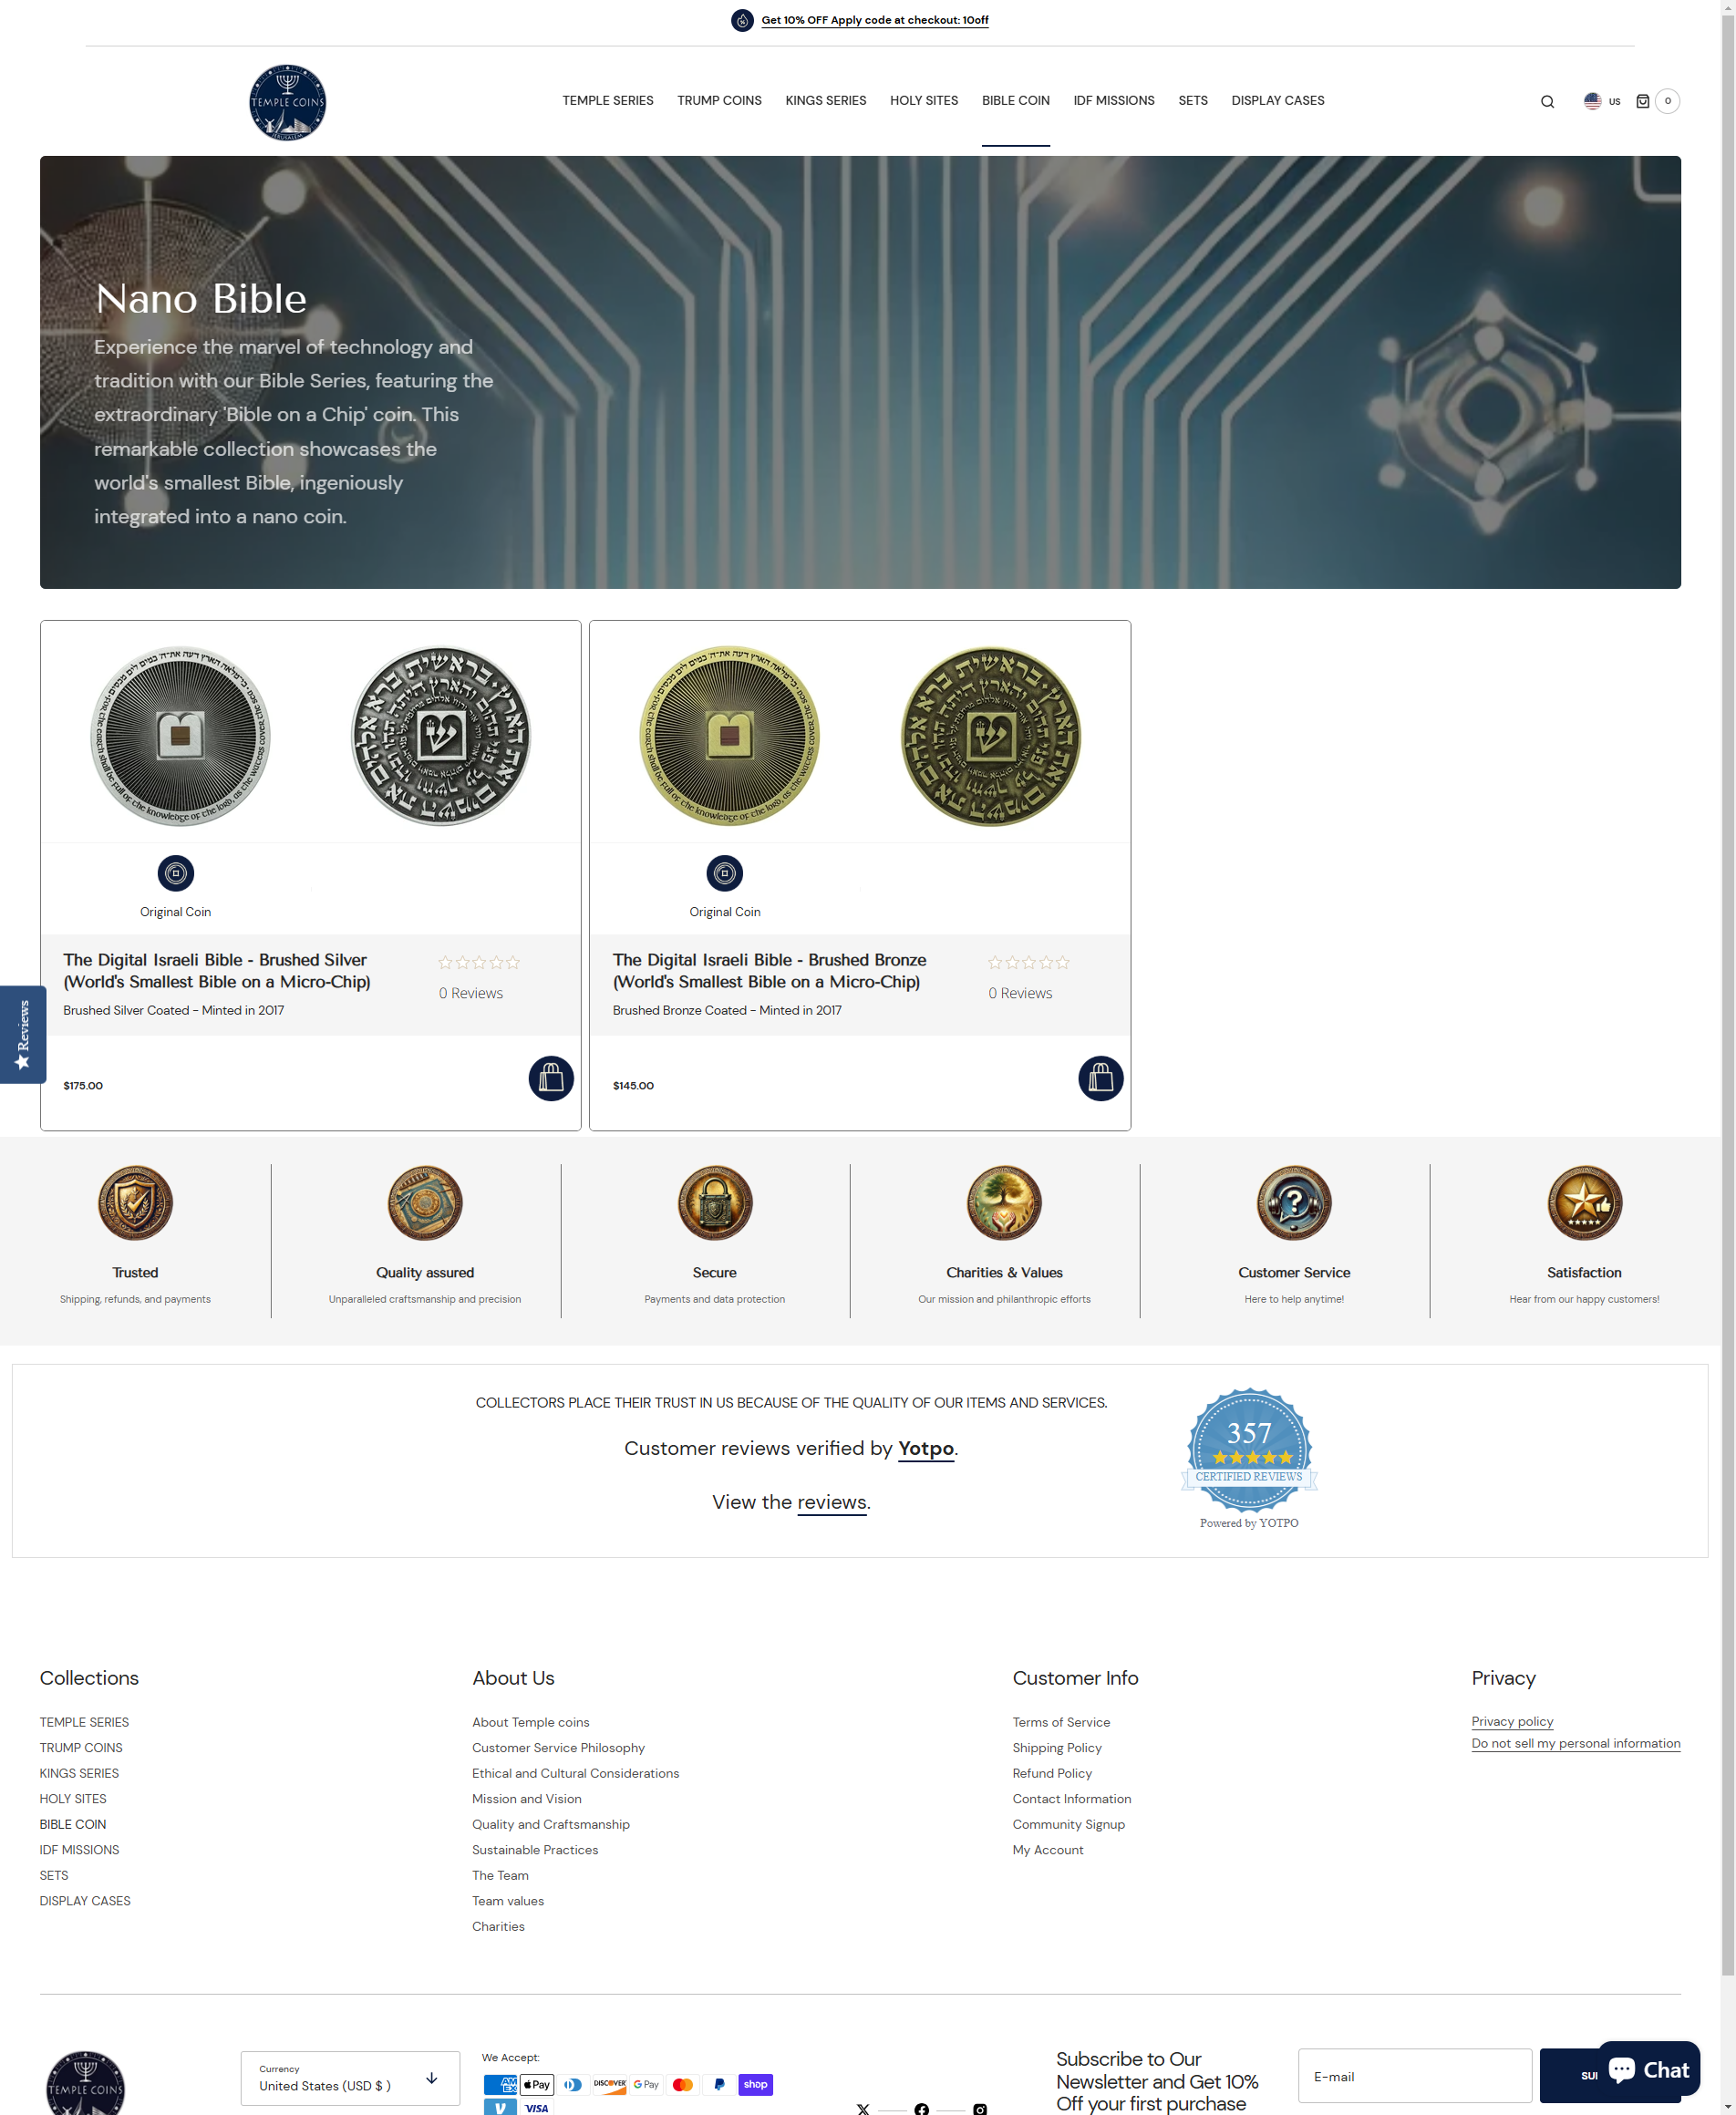 Get 10% OFF Apply code at checkout: 10off
TEMPLE COINS
JERUSALEM
TEMPLE SERIES
TRUMP COINS
KINGS SERIES
HOLY SITES
BIBLE COIN
IDF MISSIONS
SETS
DISPLAY CASES
US
0
Nano Bible
Experience the marvel of technology and
tradition with our Bible Series, featuring the
extraordinary 'Bible on a Chip' coin. This
remarkable collection showcases the
world's smallest Bible, ingeniously
integrated into a nano coin.
Original Coin
The Digital Israeli Bible - Brushed Silver
(World's Smallest Bible on a Micro-Chip)
Brushed Silver Coated - Minted in 2017
0 Reviews
$175.00
Original Coin
The Digital Israeli Bible - Brushed Bronze
(World's Smallest Bible on a Micro-Chip)
Brushed Bronze Coated - Minted in 2017
0 Reviews
$145.00
Reviews
Trusted
Shipping, refunds, and payments
Quality assured
Unparalleled craftsmanship and precision
Secure
Payments and data protection
Charities & Values
Our mission and philanthropic efforts
Customer Service
Here to help anytime!
Satisfaction
Hear from our happy customers!
COLLECTORS PLACE THEIR TRUST IN US BECAUSE OF THE QUALITY OF OUR ITEMS AND SERVICES.
Customer reviews verified by Yotpo.
View the reviews.
357
CERTIFIED REVIEWS
Powered by YOTPO
Collections
TEMPLE SERIES
TRUMP COINS
KINGS SERIES
HOLY SITES
BIBLE COIN
IDF MISSIONS
SETS
DISPLAY CASES
About Us
About Temple coins
Customer Service Philosophy
Ethical and Cultural Considerations
Mission and Vision
Quality and Craftsmanship
Sustainable Practices
The Team
Team values
Charities
Customer Info
Terms of Service
Shipping Policy
Refund Policy
Contact Information
Community Signup
My Account
Privacy
Privacy policy
Do not sell my personal information
TEMPLE COINS
Currency
United States (USD $ )
We Accept:
AMEX
Pay
DISCOVER
G Pay
shop
VISA
Subscribe to Our
Newsletter and Get 10%
Off your first purchase
E-mail
Chat